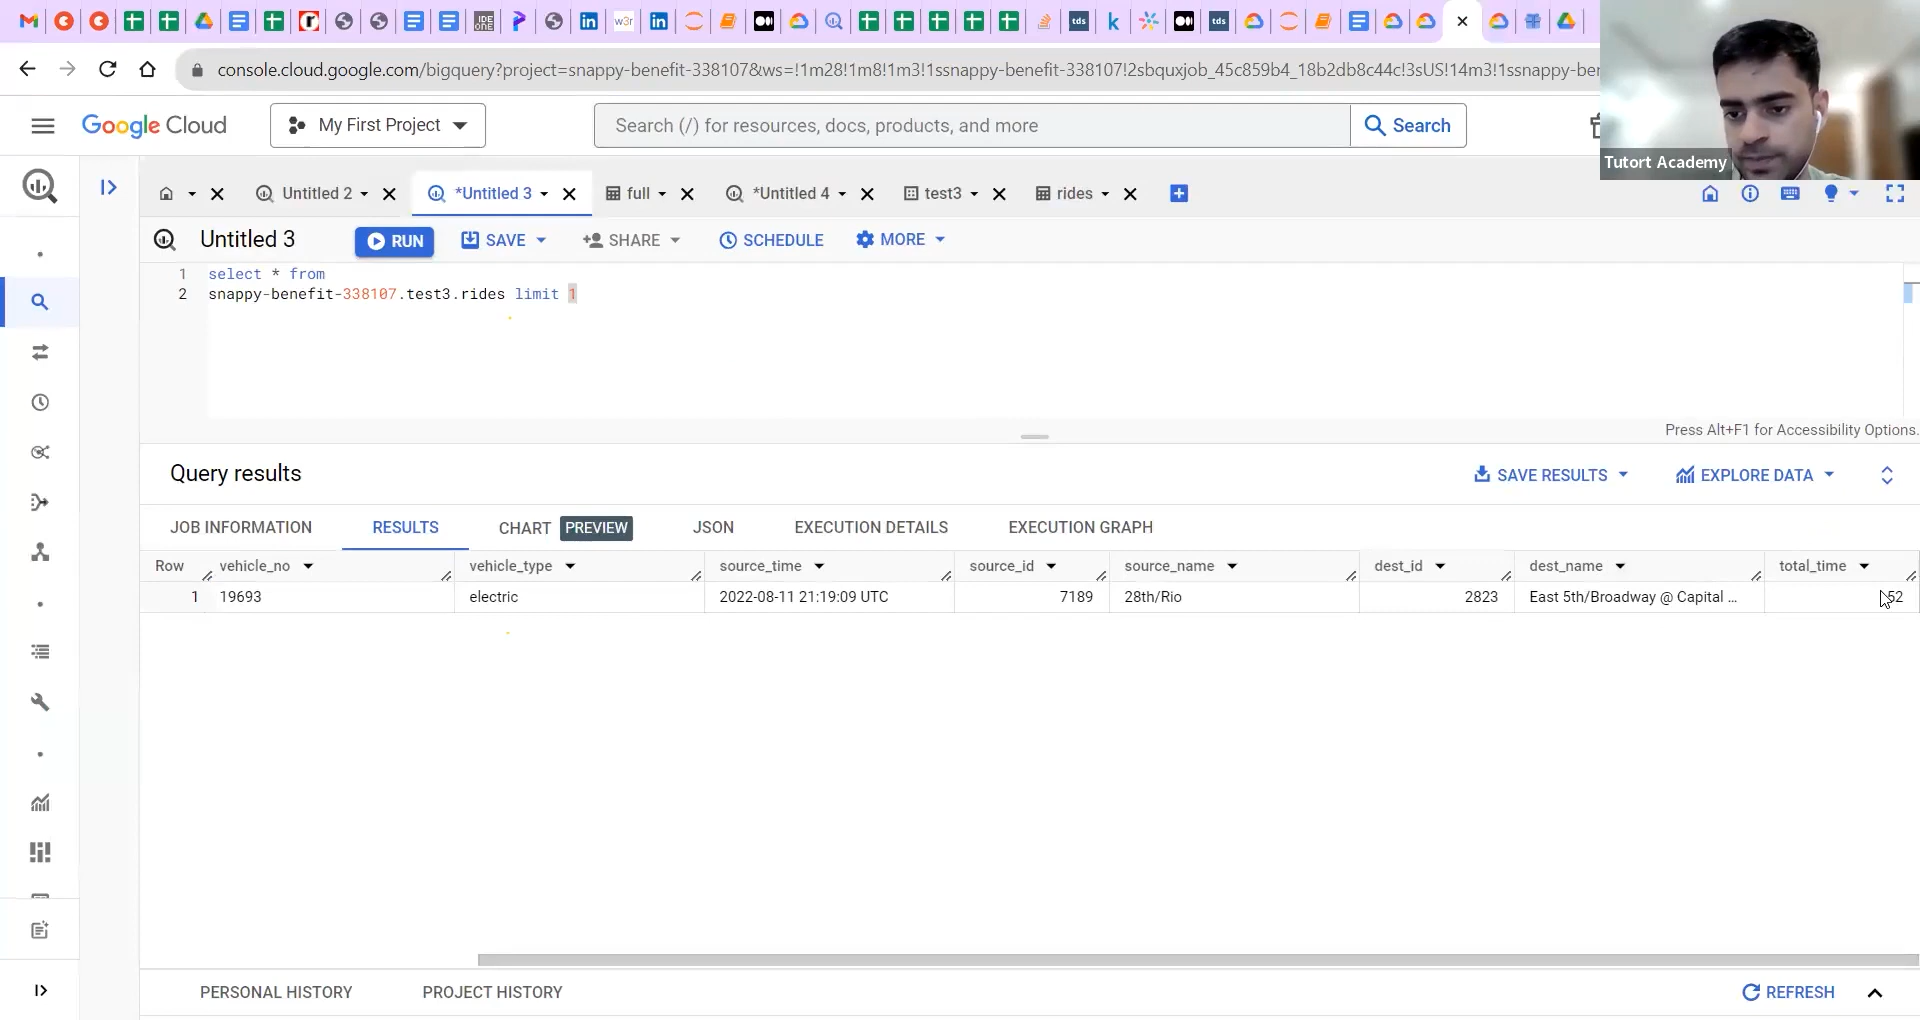 console.cloud.google.com/bigquery?project=snappy-benefit-338107&ws=!1m28!1m8!1m3!1ssnappy-benefit-338107!2sbquxjob_45c859b4_18b2db8c44c!3sUS!14m3!1ssnappy-be
Google Cloud
My First Project
Search (/) for resources, docs, products, and more
Search
Tutort Academy
Untitled 2
*Untitled 3
full
*Untitled 4
test3
rides
Untitled 3
RUN
SAVE
SHARE
SCHEDULE
MORE
1 select * from
2 snappy-benefit-338107.test3.rides limit 1
Press Alt+F1 for Accessibility Options.
Query results
SAVE RESULTS
EXPLORE DATA
JOB INFORMATION
RESULTS
CHART PREVIEW
JSON
EXECUTION DETAILS
EXECUTION GRAPH
Row vehicle_no vehicle_type source_time source_id source_name dest_id dest_name total_time
1 19693 electric 2022-08-11 21:19:09 UTC 7189 28th/Rio 2823 East 5th/Broadway @ Capital ...
PERSONAL HISTORY
PROJECT HISTORY
REFRESH